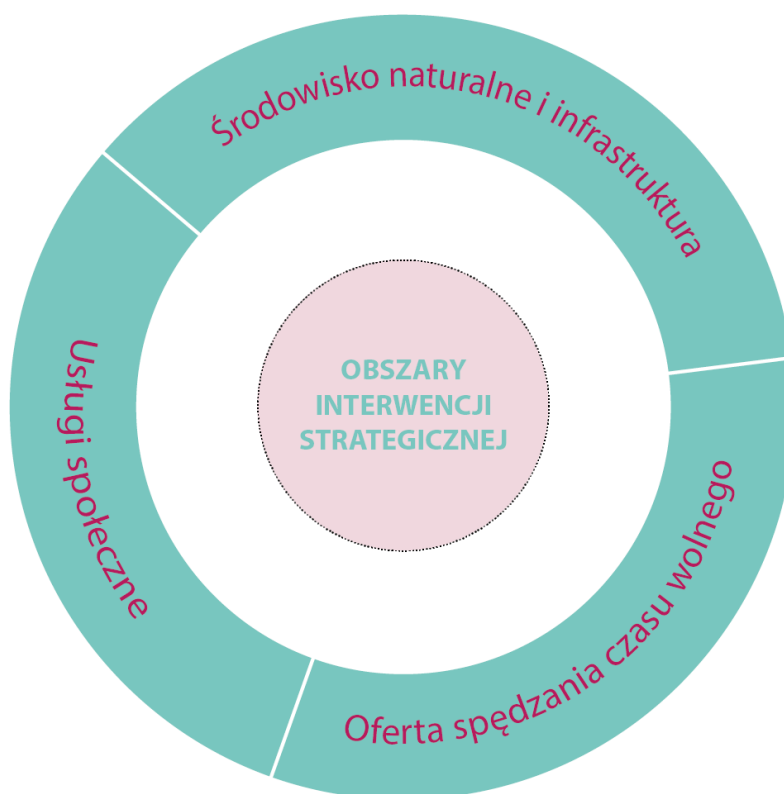 Środowisko naturalne i infrastruktura
OBSZARY
INTERWENCJI
STRATEGICZNEJ
Usługi społeczne
Oferta spędzania czasu wolnego